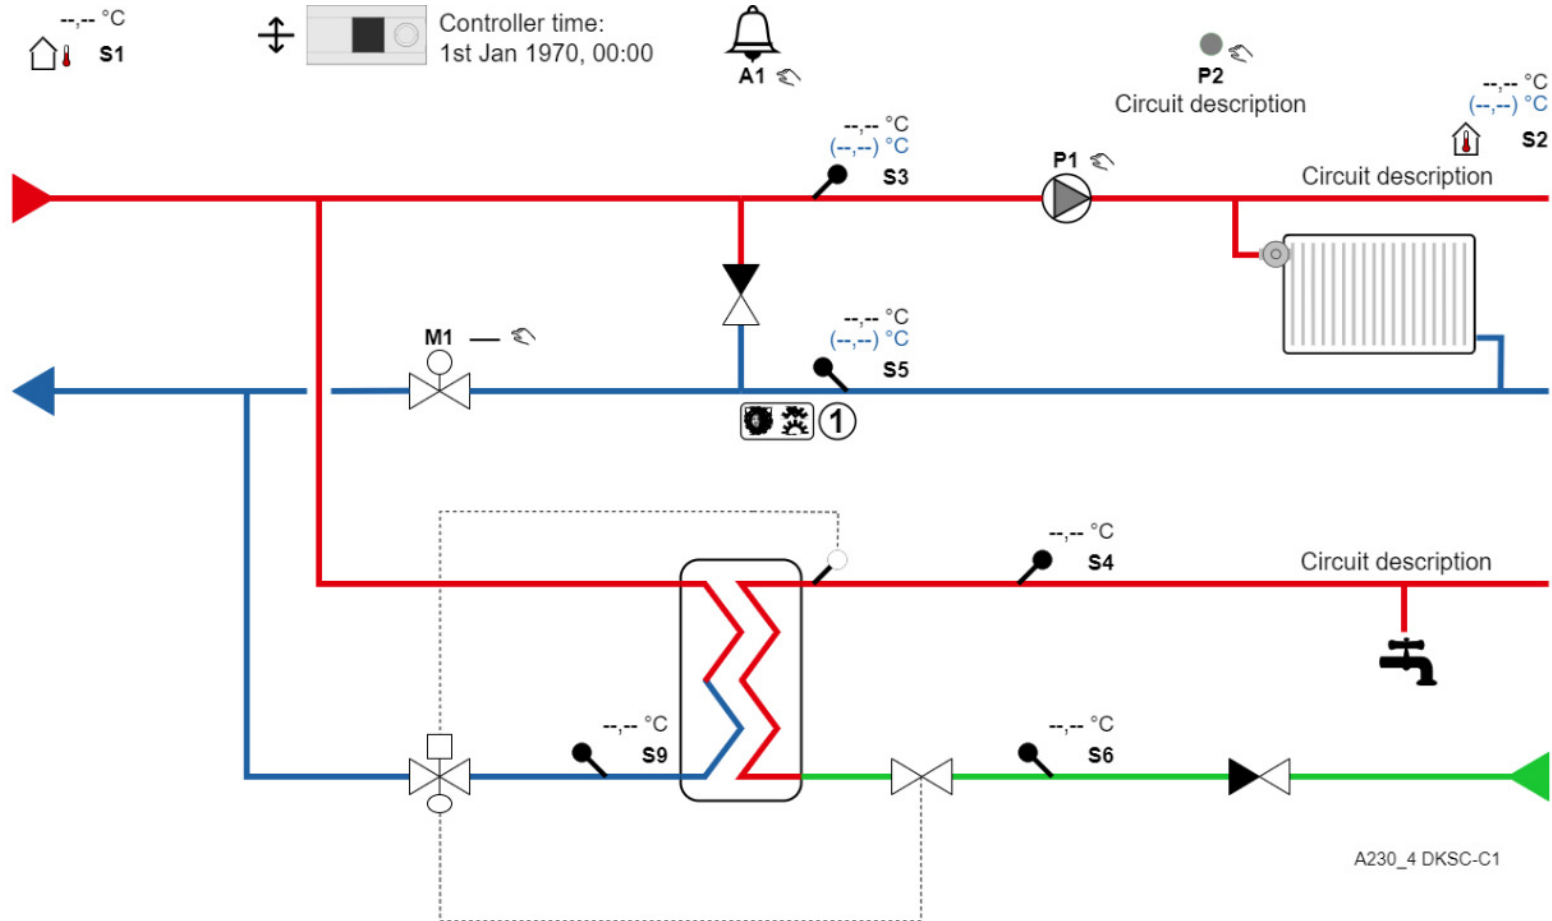 --,-- °C
S1
Controller time:
1st Jan 1970, 00:00
A1
P2
Circuit description
--,-- °C
(--,--) °C
S2
--,-- °C
(--,--) °C
S3
P1
Circuit description
M1
--,-- °C
(--,--) °C
S5
1
--,-- °C
S4
Circuit description
--,-- °C
S9
--,-- °C
S6
A230_4 DKSC-C1